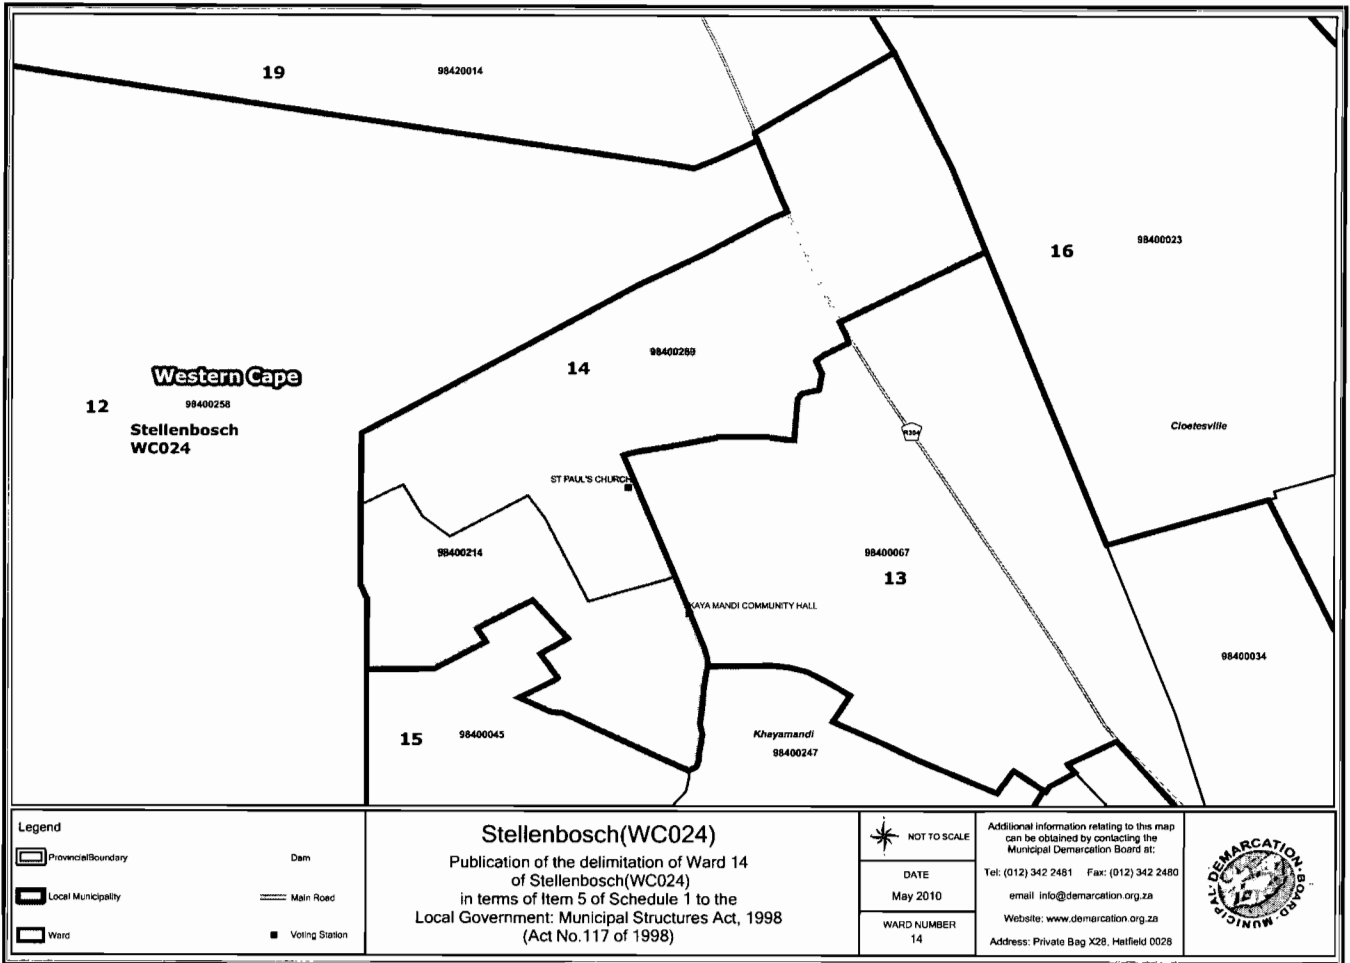 19
98420014
16
98400023
14
98400289
Western Cape
12
98400258
Stellenbosch
WC024
Cloetesville
R304
ST PAUL'S CHURCH
98400214
98400067
13
KAYA MANDI COMMUNITY HALL
98400034
15
98400045
Khayamandi
98400247
Legend
ProvincialBoundary
Dam
Local Municipality
Main Road
Ward
Voting Station
Stellenbosch(WC024)
Publication of the delimitation of Ward 14
of Stellenbosch(WC024)
in terms of Item 5 of Schedule 1 to the
Local Government: Municipal Structures Act, 1998
(Act No.117 of 1998)
NOT TO SCALE
DATE
May 2010
WARD NUMBER
14
Additional information relating to this map
can be obtained by contacting the
Municipal Demarcation Board at:
Tel: (012) 342 2481 Fax: (012) 342 2480
email info@demarcation.org.za
Website: www.demarcation.org.za
Address: Private Bag X28, Hatfield 0028
MUNICIPAL DEMARCATION BOARD